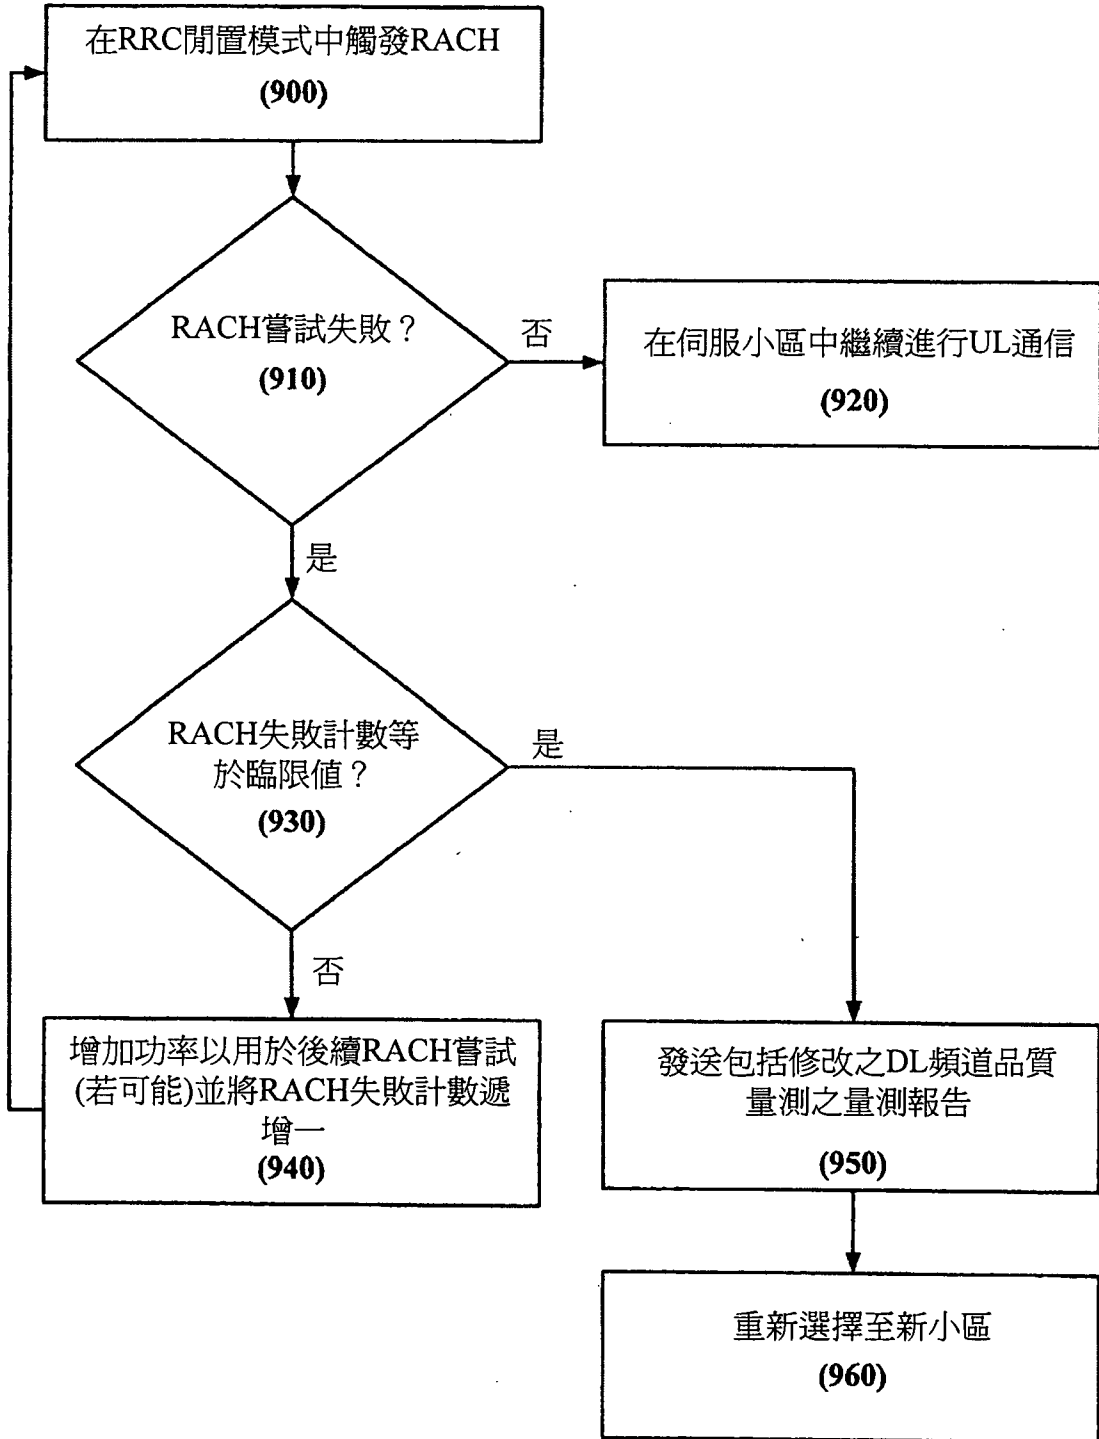 在RRC閒置模式中觸發RACH
(900)
RACH嘗試失敗？
(910)
否
在伺服小區中繼續進行UL通信
(920)
是
RACH失敗計數等
於臨限值？
(930)
是
否
增加功率以用於後續RACH嘗試
(若可能)並將RACH失敗計數遞
增一
(940)
發送包括修改之DL頻道品質
量測之量測報告
(950)
重新選擇至新小區
(960)